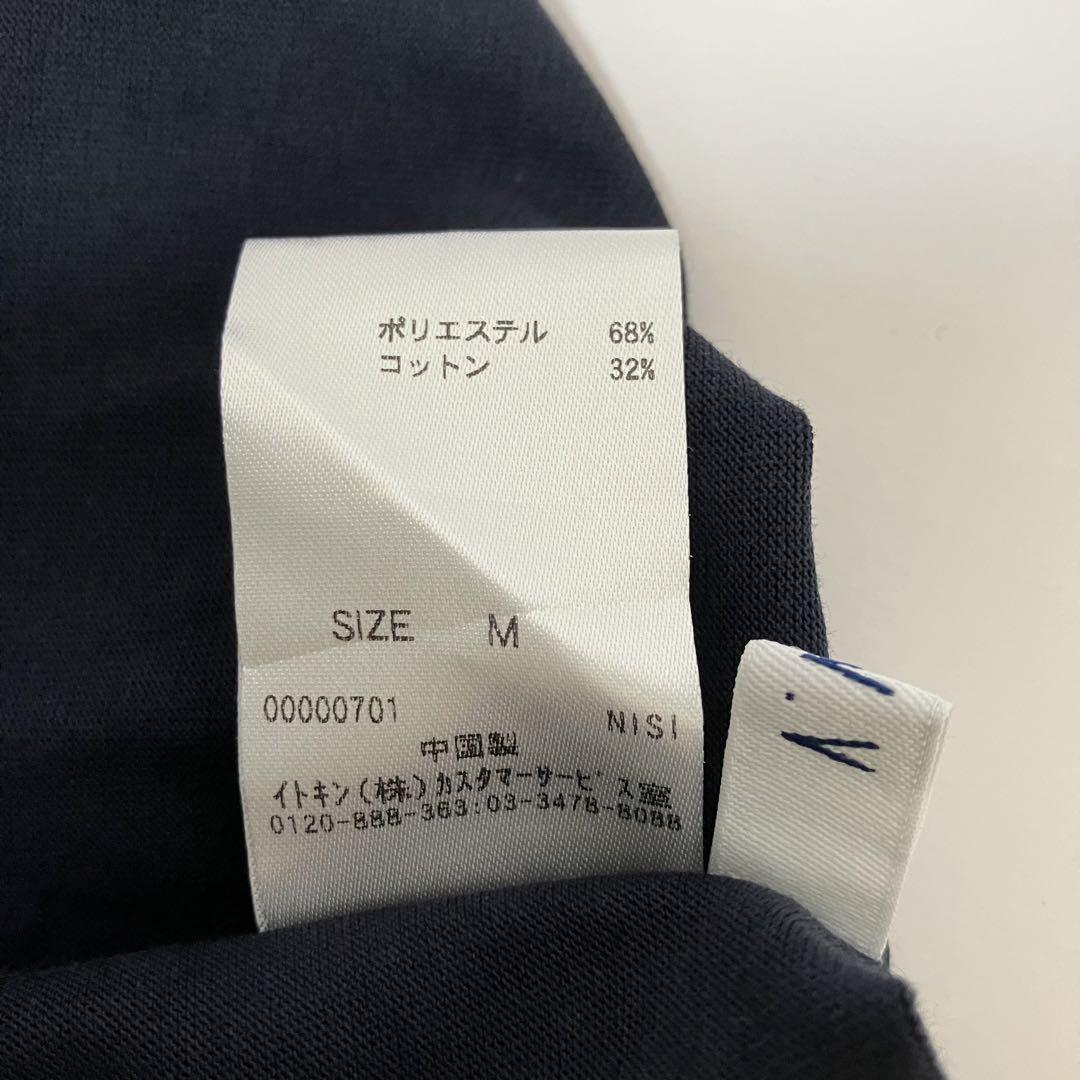 ポリエステル 68%
コットン 32%
SIZE M
00000701 NISI
中国製
イトキン(株)カスタマーサービス室
0120-888-363:03-3478-8088